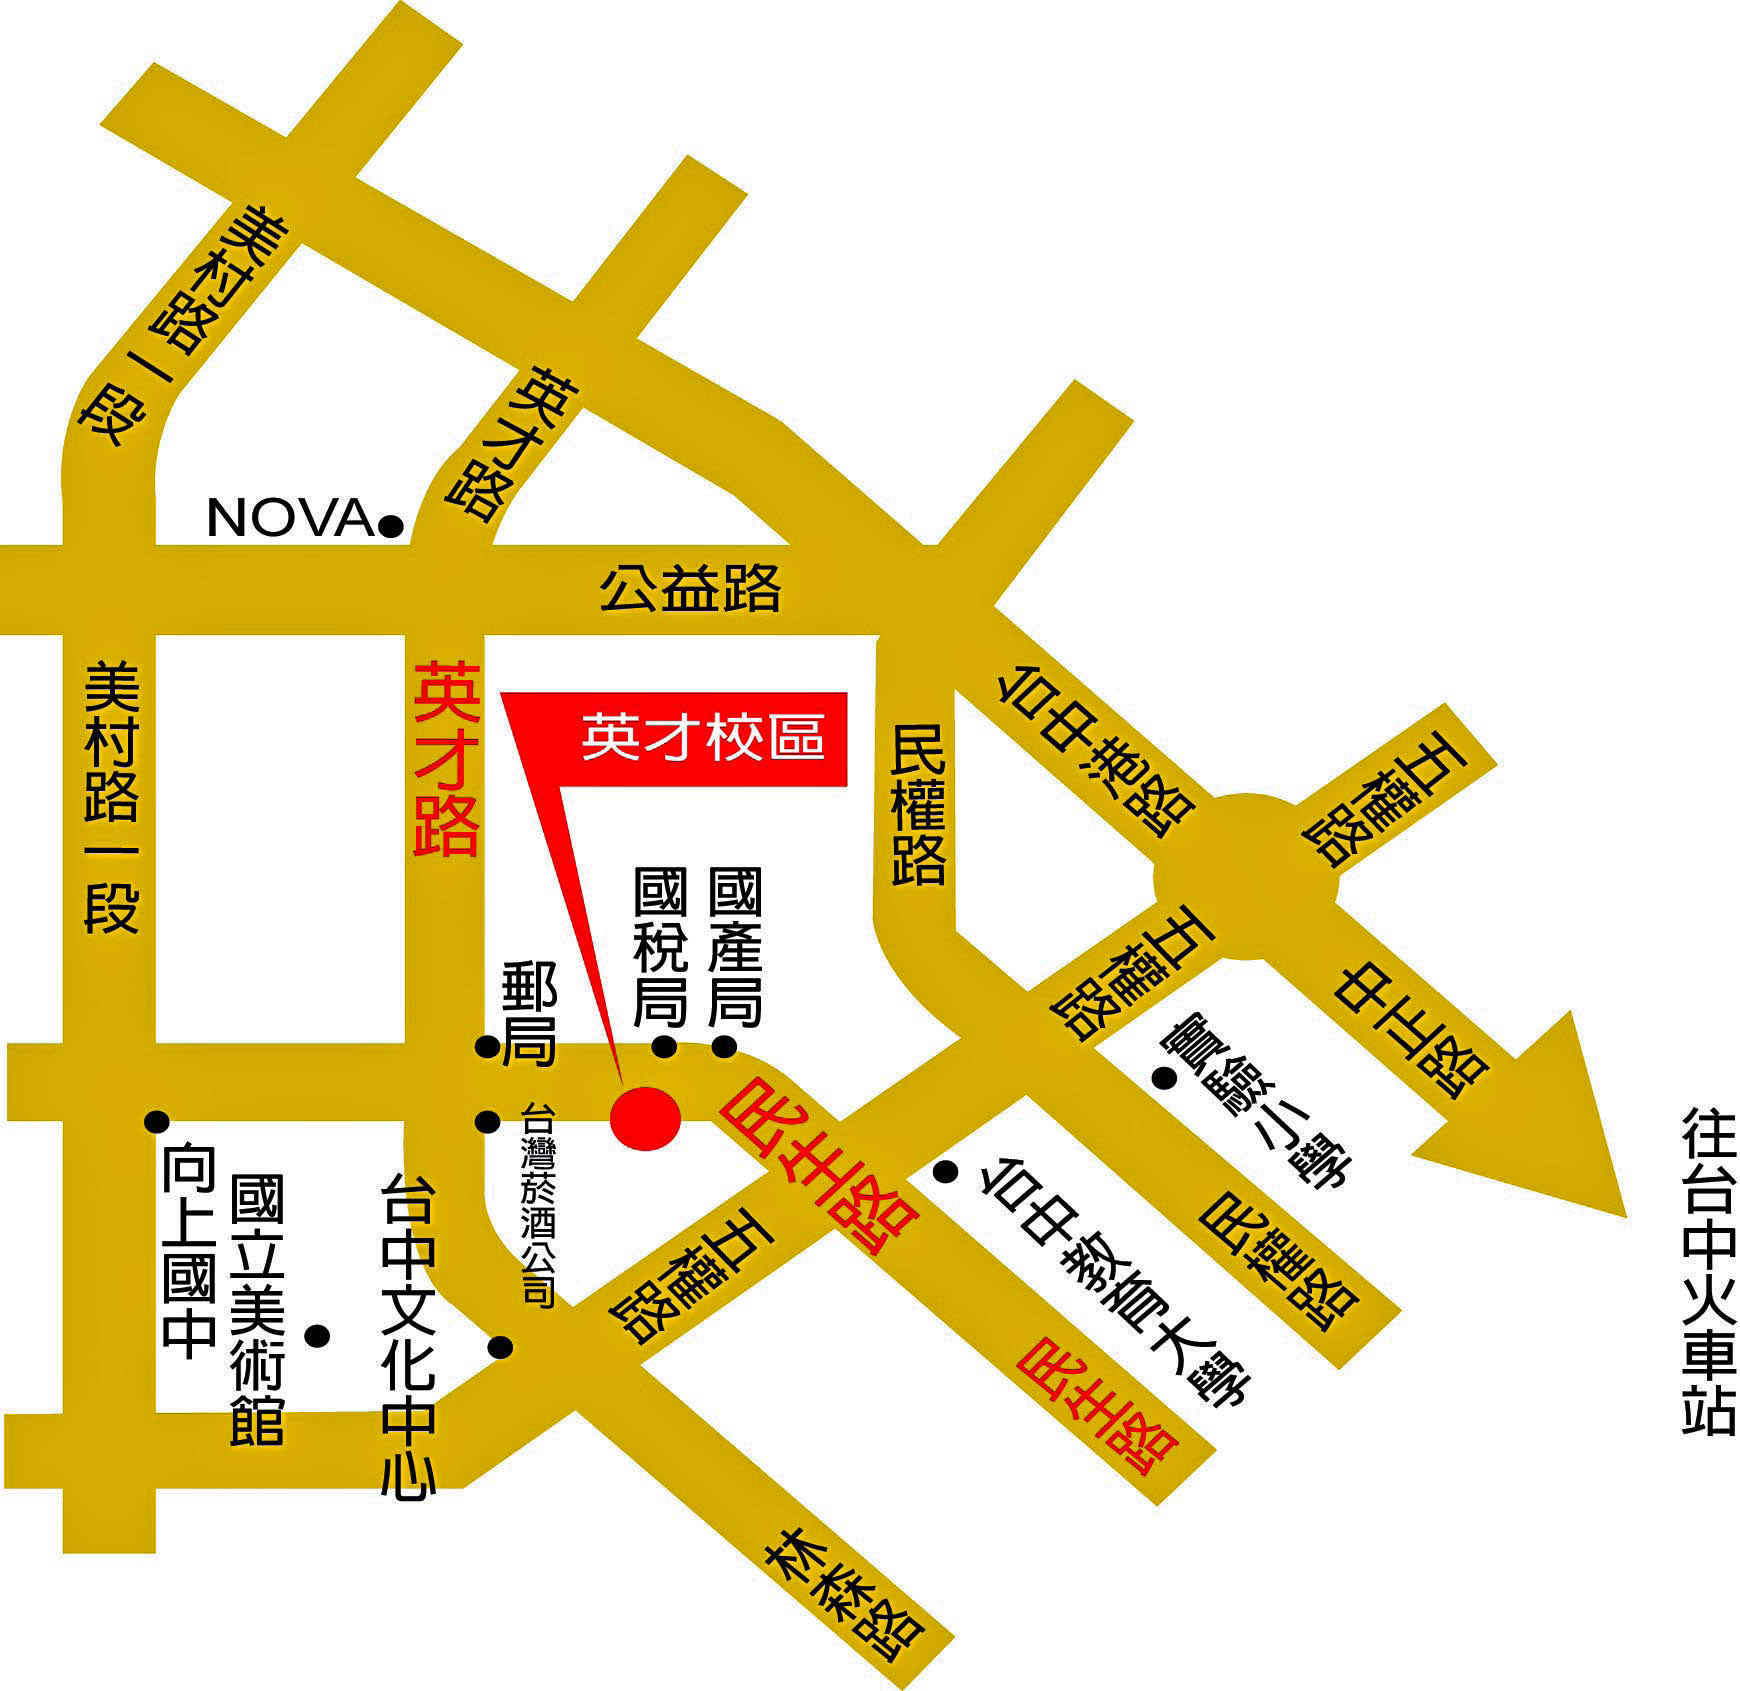 美村路一段
英才路
NOVA
公益路
美村路一段
英才路
英才校區
民權路
台中港路
五權路
國稅局
國產局
郵局
五權路
中正路
實驗小學
民生路
台灣菸酒公司
向上國中
國立美術館
台中文化中心
五權路
台中教育大學
民權路
民生路
林森路
往台中火車站